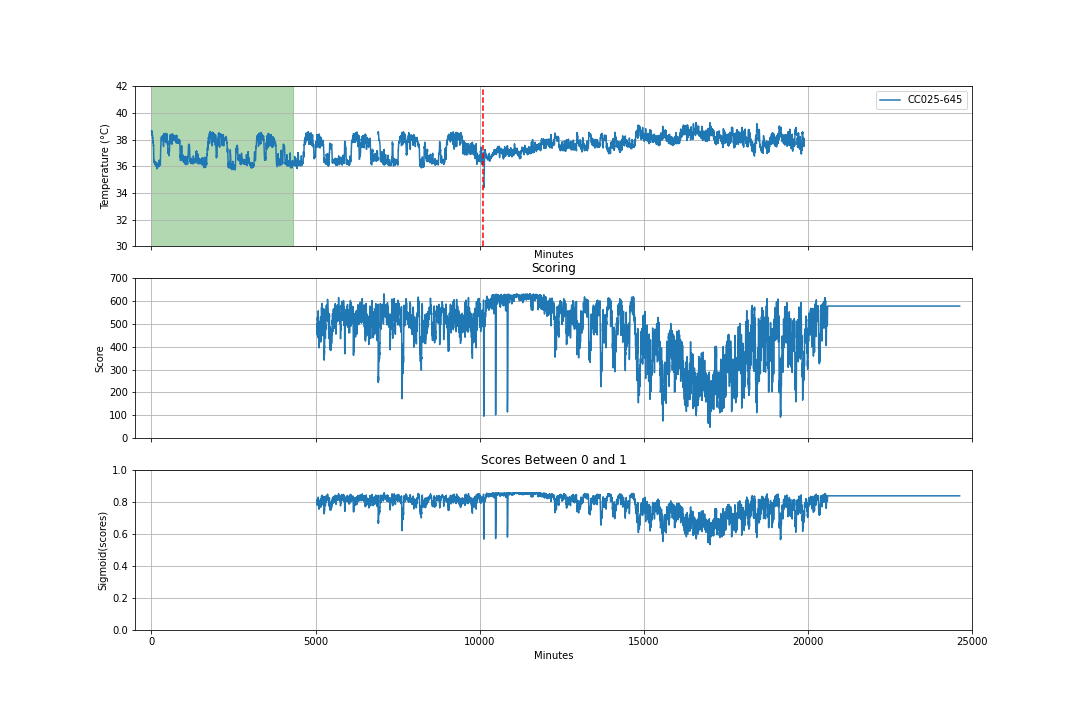 42
40
38
36
34
32
30
Temperature (°C)
CC025-645
Minutes
Scoring
700
600
500
400
300
200
100
0
Score
Scores Between 0 and 1
1.0
0.8
0.6
0.4
0.2
0.0
Sigmoid(scores)
0 5000 10000 15000 20000 25000
Minutes